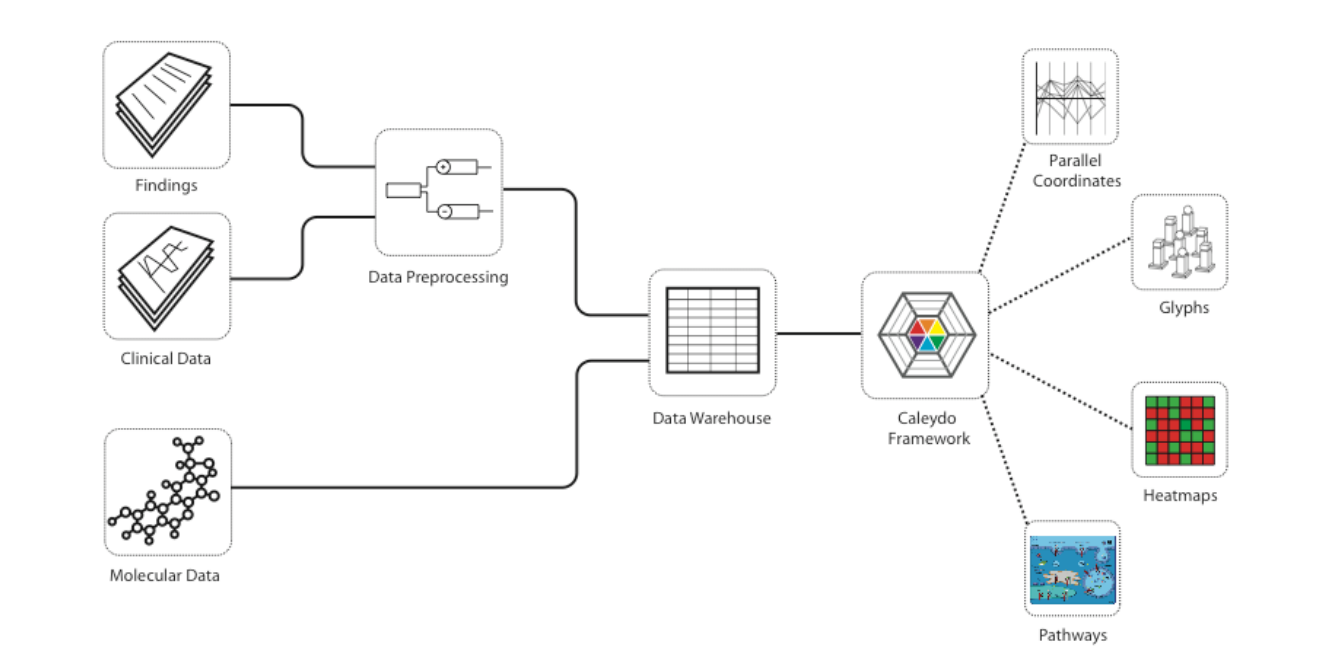 Findings
Clinical Data
Molecular Data
Data Preprocessing
Data Warehouse
Caleydo
Framework
Parallel
Coordinates
Glyphs
Heatmaps
Pathways